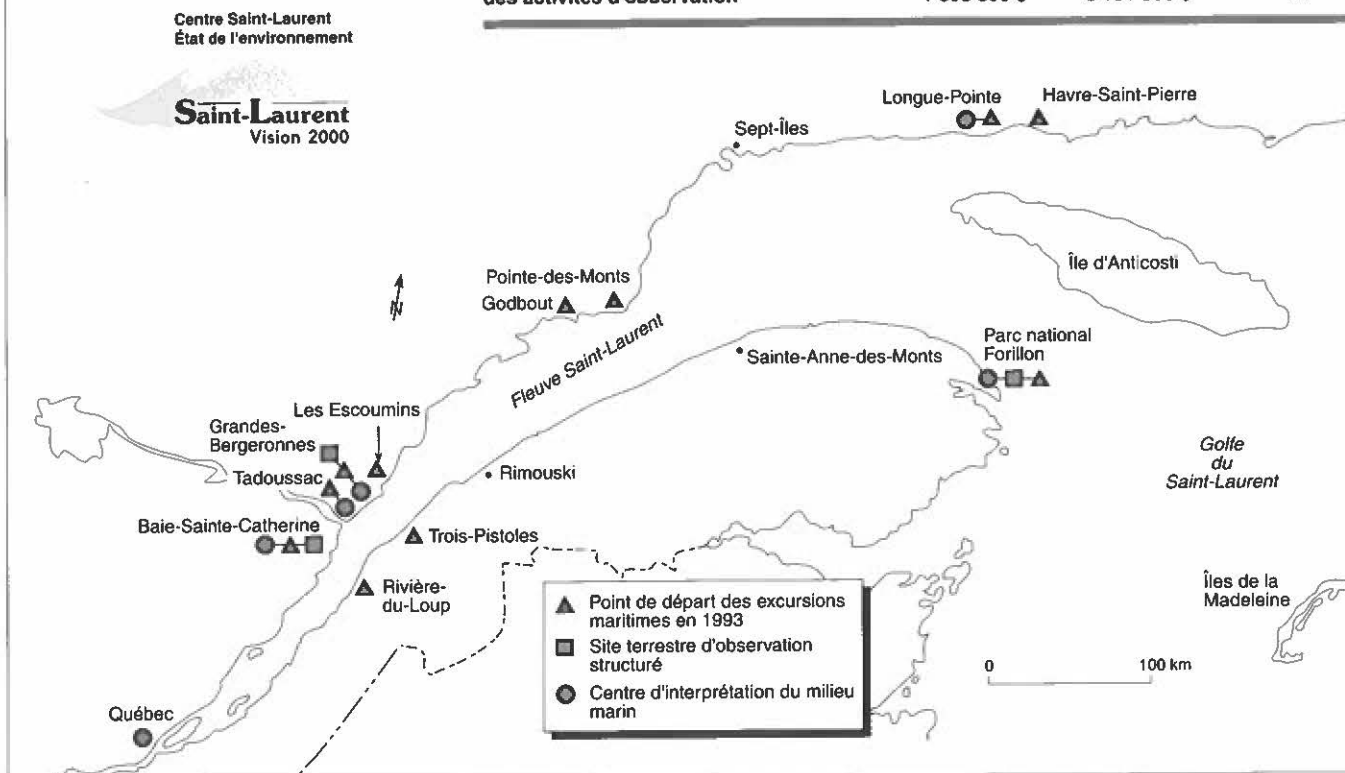 des activités d'observation
Centre Saint-Laurent
État de l'environnement
Saint-Laurent
Vision 2000
Longue-Pointe
Havre-Saint-Pierre
Sept-Îles
Île d'Anticosti
Pointe-des-Monts
Godbout
N
Fleuve Saint-Laurent
Sainte-Anne-des-Monts
Parc national
Forillon
Les Escoumins
Grandes-
Bergeronnes
Tadoussac
Rimouski
Golfe
du
Saint-Laurent
Baie-Sainte-Catherine
Trois-Pistoles
Rivière-
du-Loup
Îles de la
Madeleine
Point de départ des excursions
maritimes en 1993
Site terrestre d'observation
structuré
Centre d'interprétation du milieu
marin
0 100 km
Québec